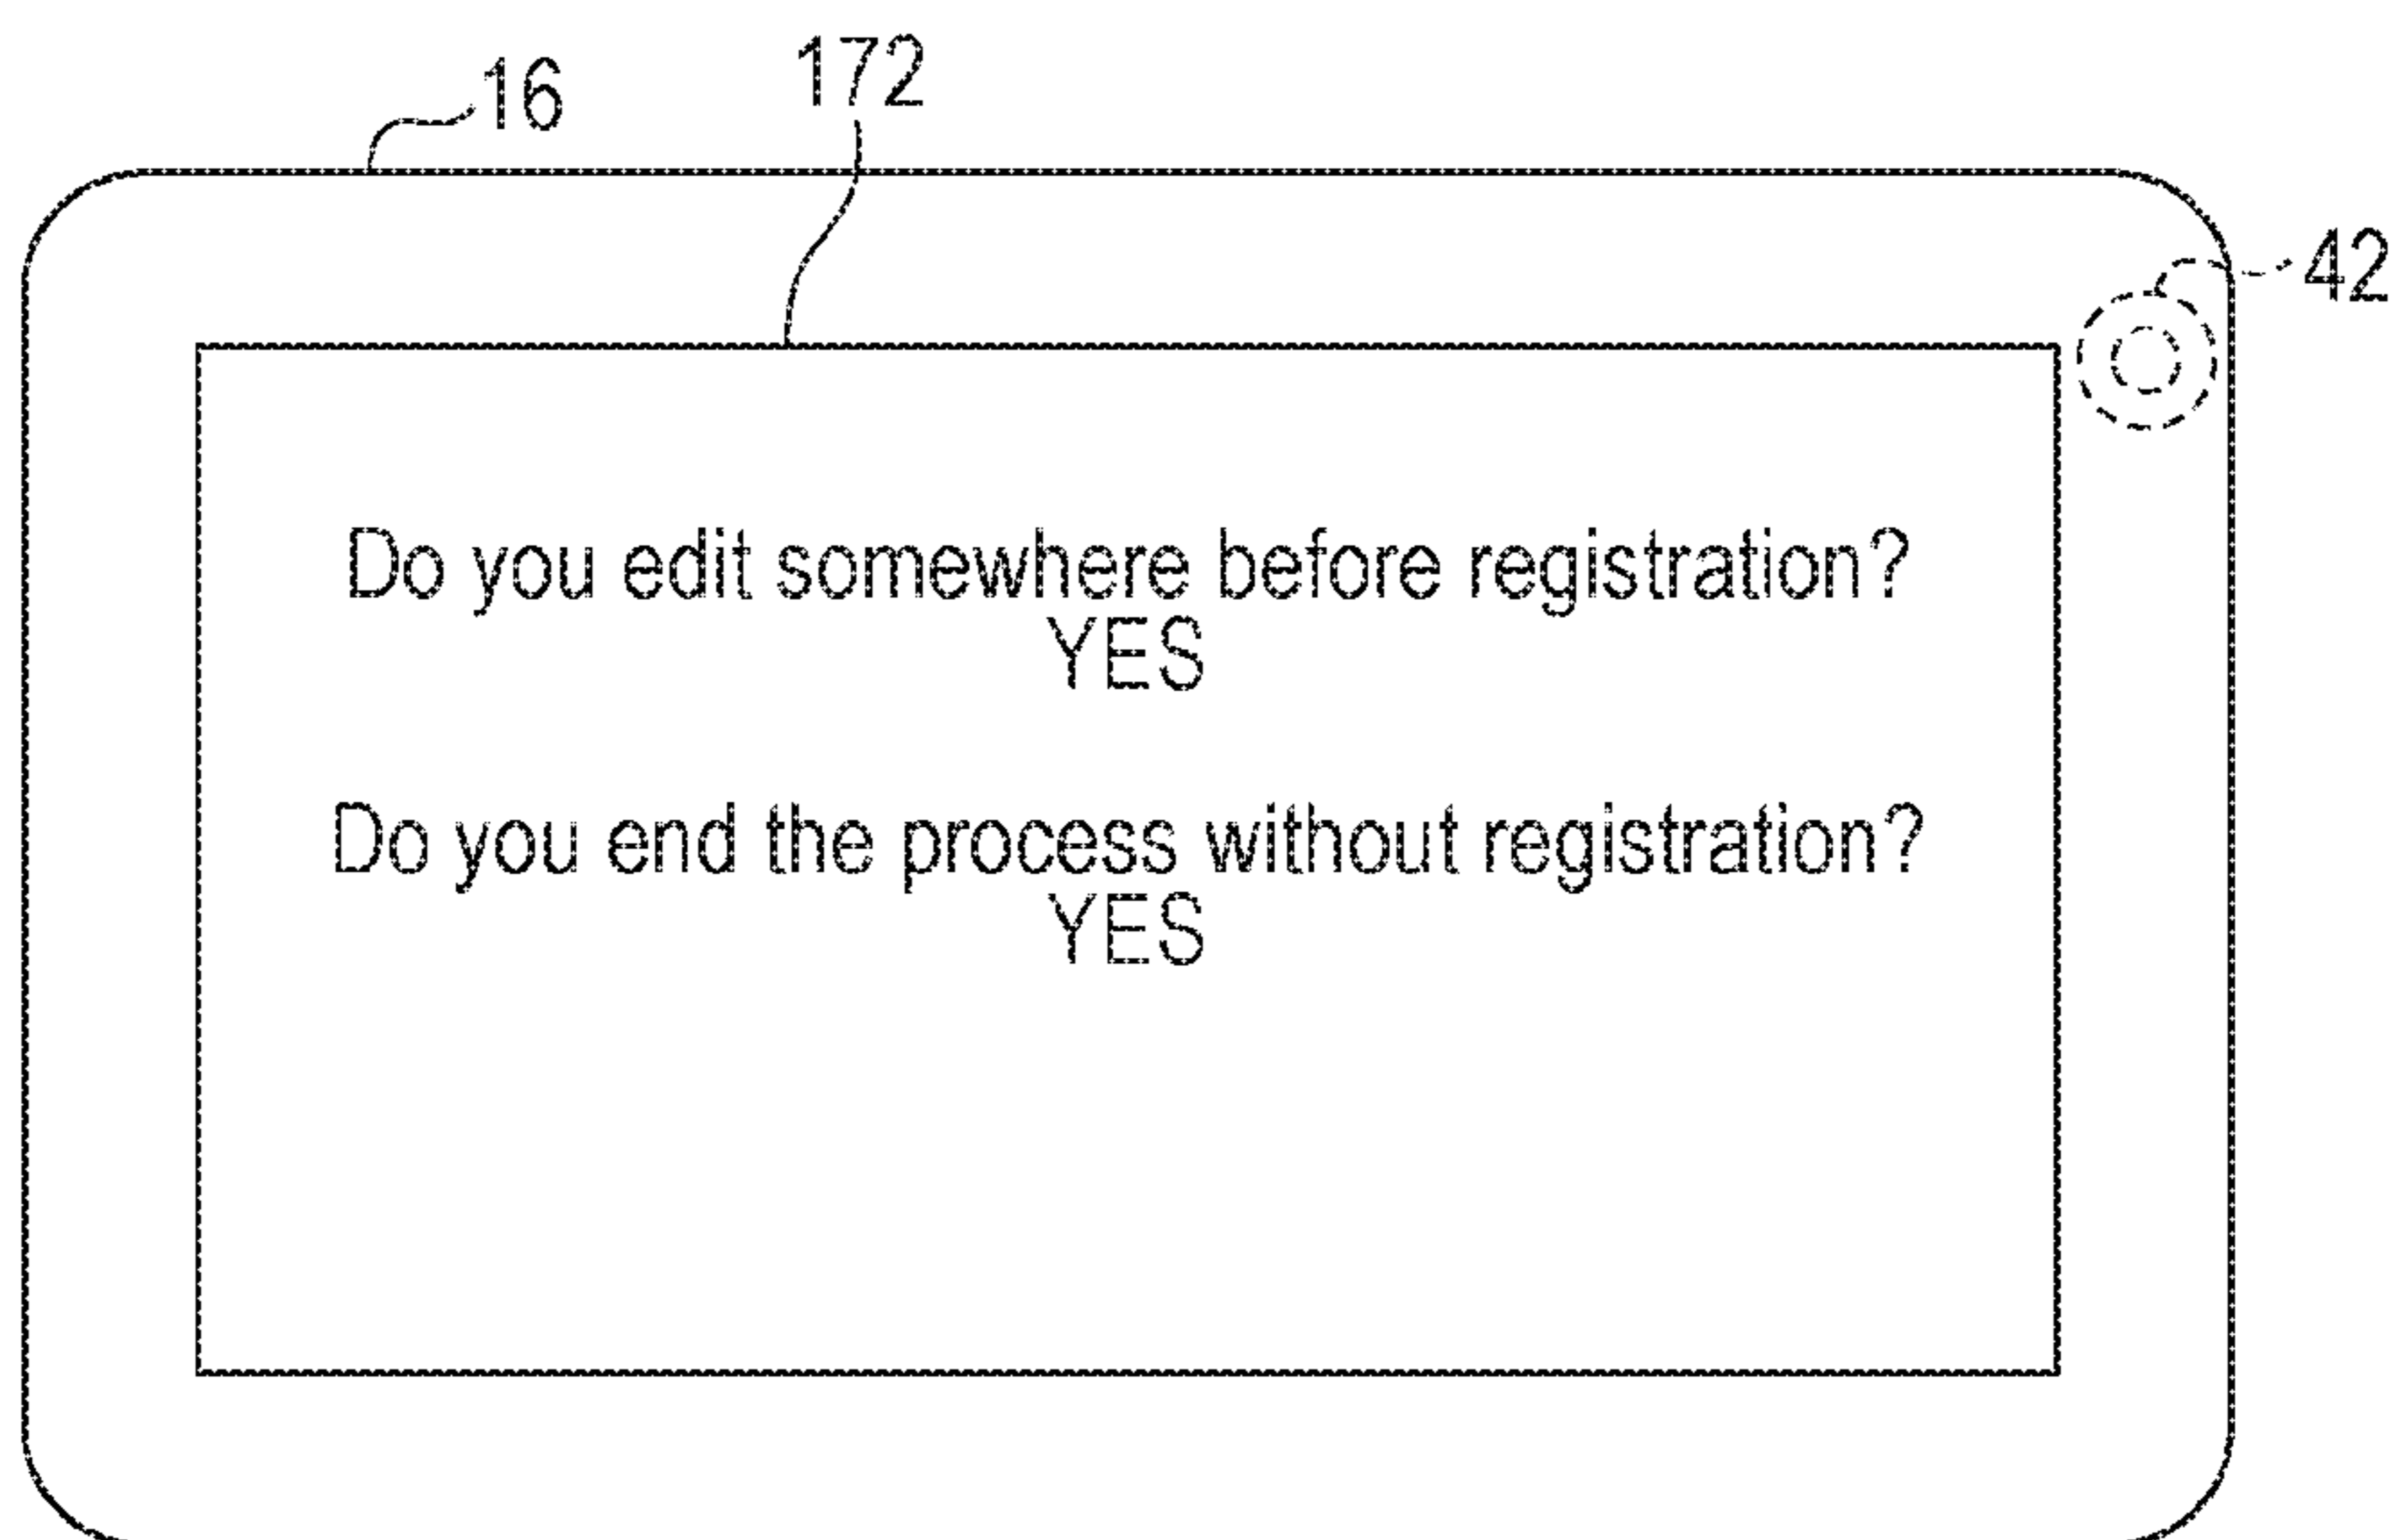 16
172
42
Do you edit somewhere before registration?
YES
Do you end the process without registration?
YES